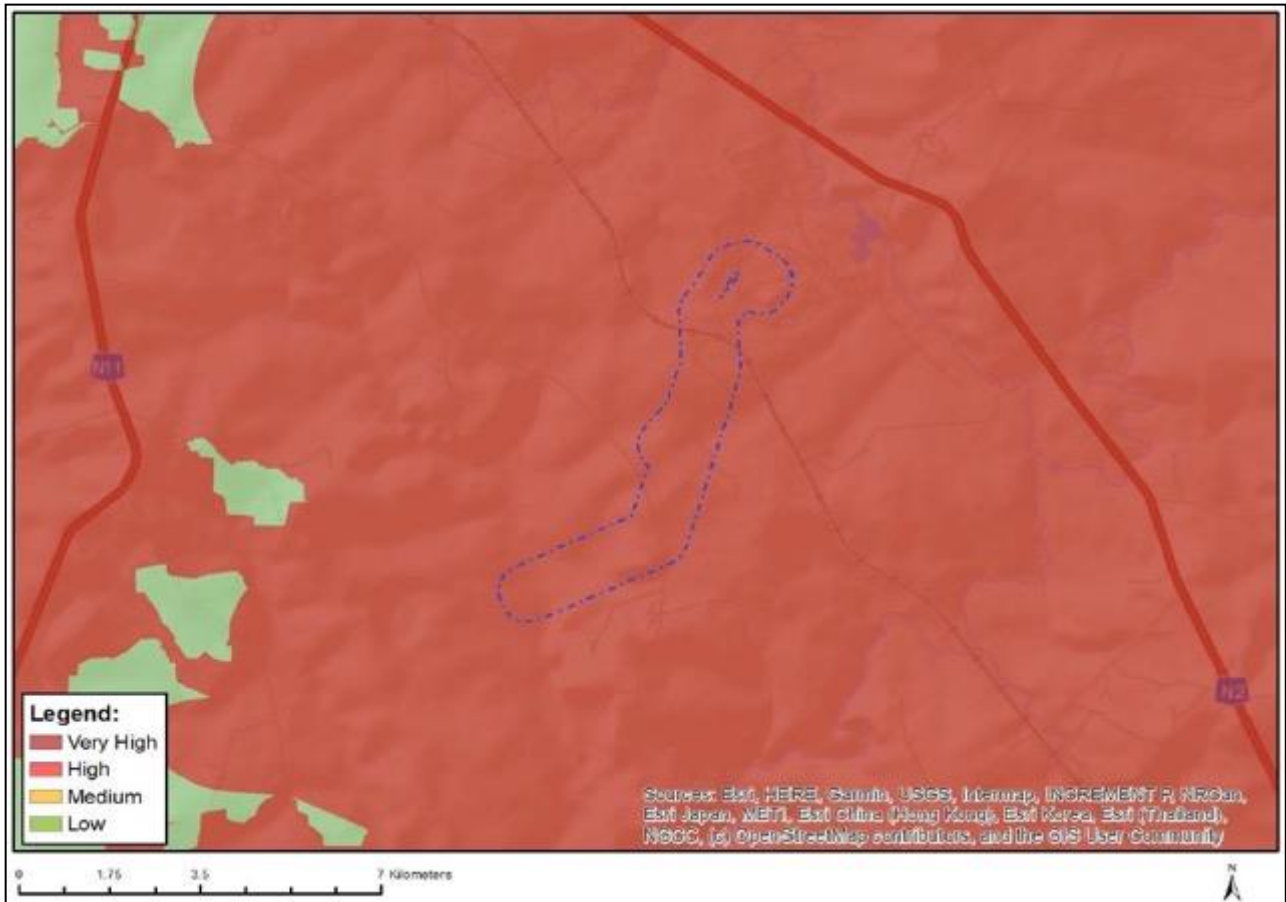 N11
N2
Legend:
Very High
High
Medium
Low
Sources: Esri, HERE, Garmin, USGS, Intermap, INCREMENT P, NRCan,
Esri Japan, METI, Esri China (Hong Kong), Esri Korea, Esri (Thailand),
NGCC, (c) OpenStreetMap contributors, and the GIS User Community
0 1.75 3.5 7 Kilometers
N